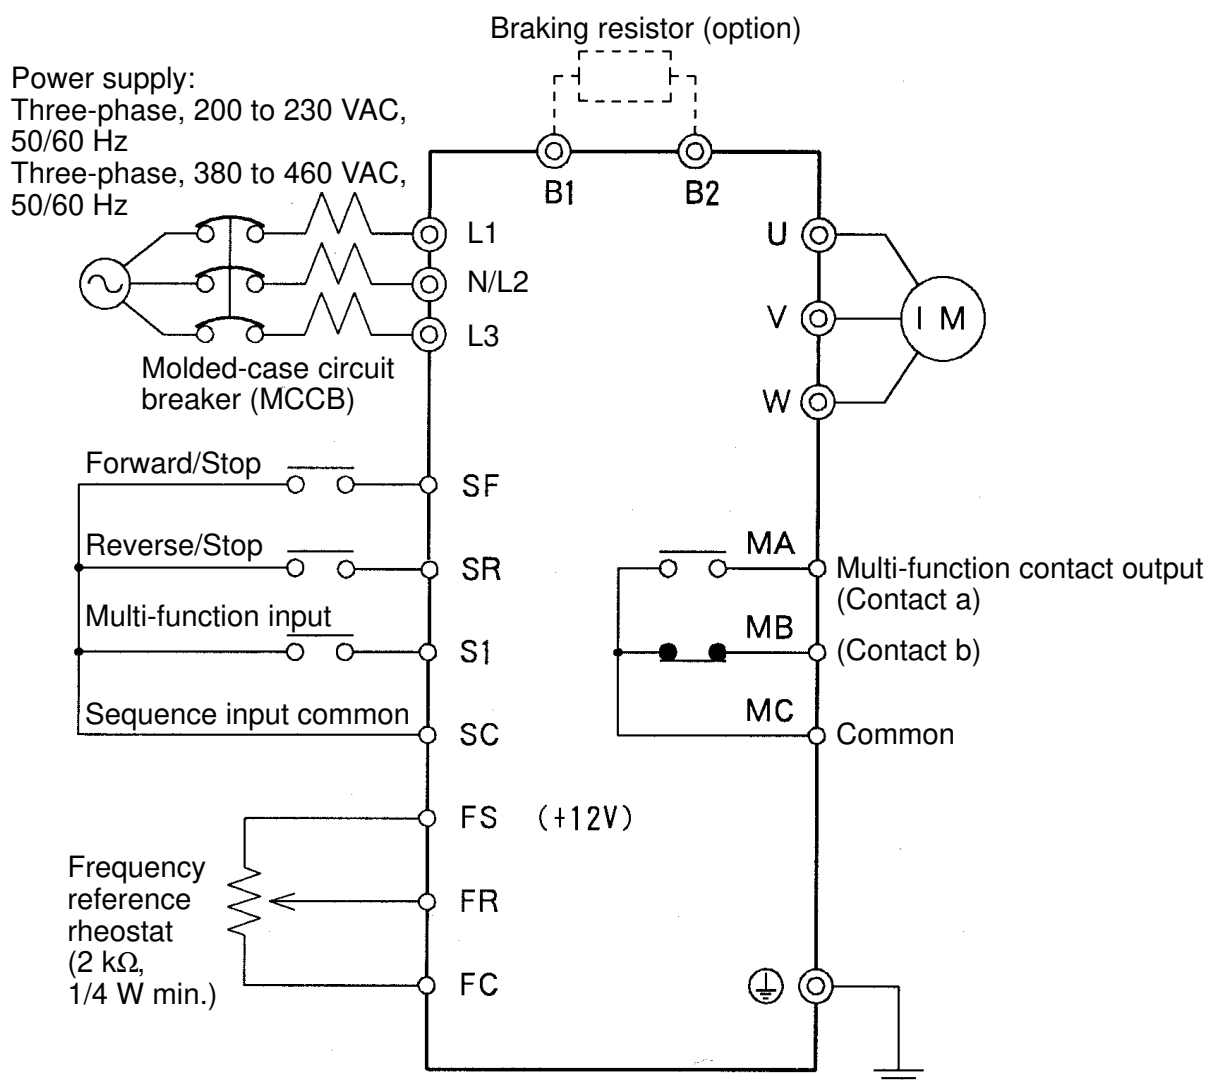 Braking resistor (option)
Power supply:
Three-phase, 200 to 230 VAC,
50/60 Hz
Three-phase, 380 to 460 VAC,
50/60 Hz
B1
B2
L1
N/L2
L3
U
V
W
I M
Molded-case circuit
breaker (MCCB)
Forward/Stop
SF
Reverse/Stop
SR
Multi-function input
S1
Sequence input common
SC
MA
Multi-function contact output
(Contact a)
MB
(Contact b)
MC
Common
FS (+12V)
Frequency
reference
rheostat
(2 kΩ,
1/4 W min.)
FR
FC